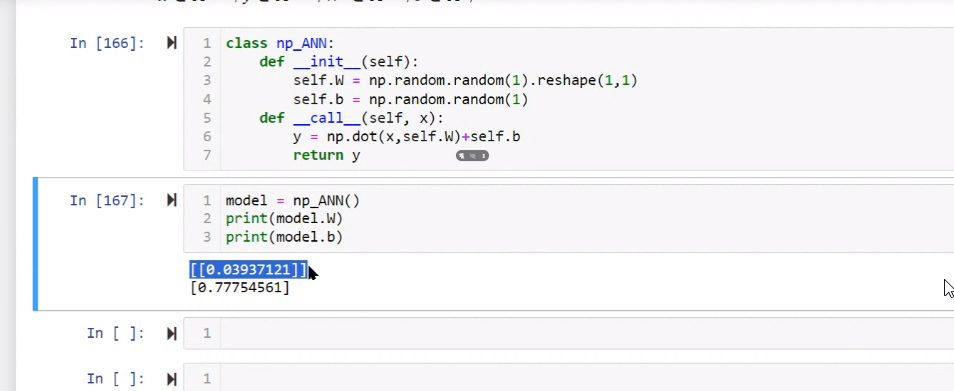 In [166]:
1 class np_ANN:
2     def __init__(self):
3         self.W = np.random.random(1).reshape(1,1)
4         self.b = np.random.random(1)
5     def __call__(self, x):
6         y = np.dot(x,self.W)+self.b
7         return y
In [167]:
1 model = np_ANN()
2 print(model.W)
3 print(model.b)
[[0.03937121]]
[0.77754561]
In [ ]: 1
In [ ]: 1